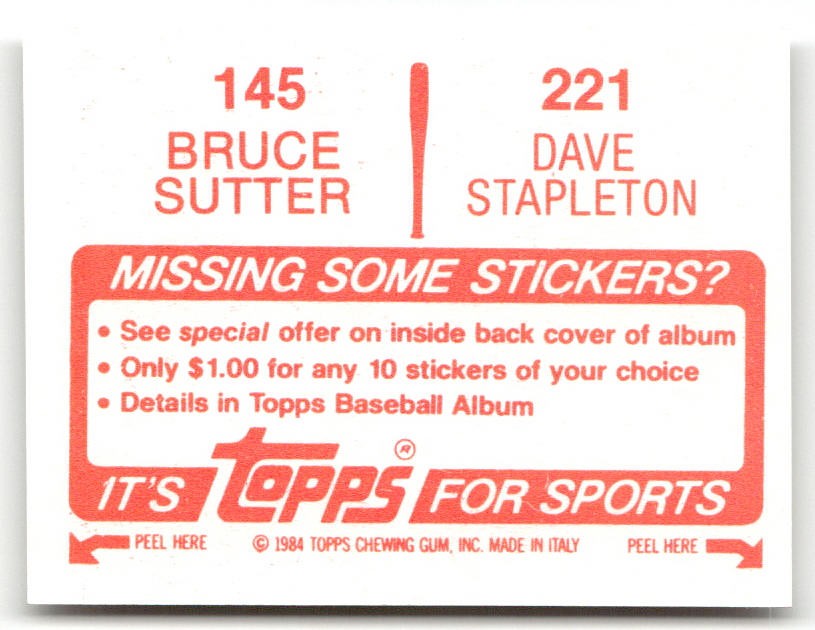 145
BRUCE
SUTTER
221
DAVE
STAPLETON
MISSING SOME STICKERS?
• See special offer on inside back cover of album
• Only $1.00 for any 10 stickers of your choice
• Details in Topps Baseball Album
IT'S topps® FOR SPORTS
PEEL HERE © 1984 TOPPS CHEWING GUM, INC. MADE IN ITALY PEEL HERE